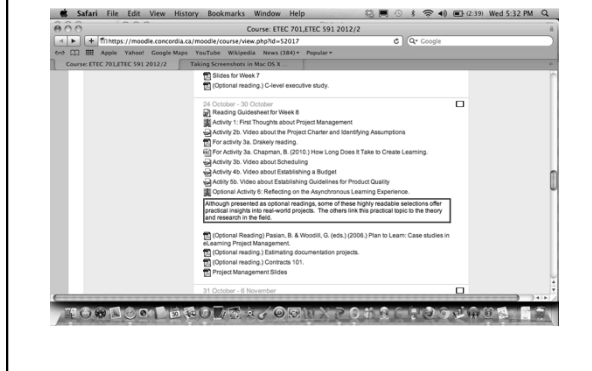 Safari File Edit View History Bookmarks Window Help (2:39) Wed 5:32 PM
Course: ETEC 701,ETEC 591 2012/2
https://moodle.concordia.ca/moodle/course/view.php?id=52017 Google
Apple Yahoo! Google Maps YouTube Wikipedia News (384) Popular
Course: ETEC 701,ETEC 591 2012/2 Taking Screenshots in Mac OS X ...
Slides for Week 7
(Optional reading.) C-level executive study.
24 October - 30 October
Reading Guidesheet for Week 8
Activity 1: First Thoughts about Project Management
Activity 2b. Video about the Project Charter and Identifying Assumptions
For activity 3a. Drakely reading.
For Activity 3a. Chapman, B. (2010.) How Long Does It Take to Create Learning.
Activity 3b. Video about Scheduling
Activity 4b. Video about Establishing a Budget
Actiity 5b. Video about Establishing Guidelines for Product Quality
Optional Activity 6: Reflecting on the Asynchronous Learning Experience.
Although presented as optional readings, some of these highly readable selections offer
practical insights into real-world projects. The others link this practical topic to the theory
and research in the field.
(Optional Reading) Pasian, B. & Woodill, G. (eds.) (2006.) Plan to Learn: Case studies in
eLearning Project Management.
(Optional reading.) Estimating documentation projects.
(Optional reading.) Contracts 101.
Project Management Slides
31 October - 6 November